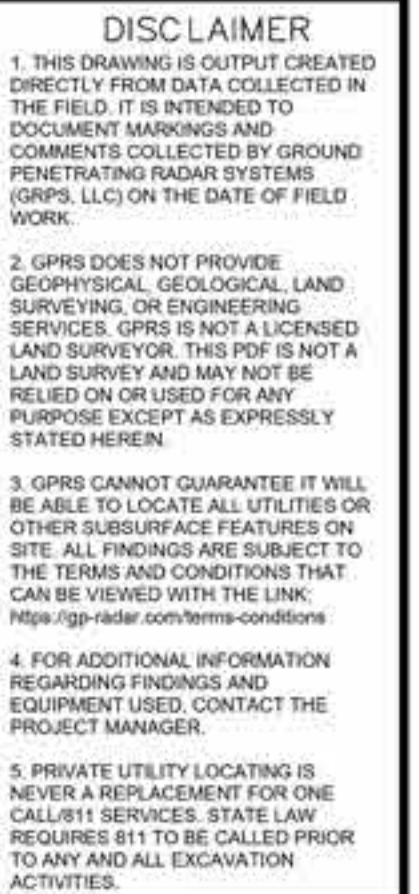 DISCLAIMER
1. THIS DRAWING IS OUTPUT CREATED
DIRECTLY FROM DATA COLLECTED IN
THE FIELD. IT IS INTENDED TO
DOCUMENT MARKINGS AND
COMMENTS COLLECTED BY GROUND
PENETRATING RADAR SYSTEMS
(GRPS, LLC) ON THE DATE OF FIELD
WORK.
2. GPRS DOES NOT PROVIDE
GEOPHYSICAL, GEOLOGICAL, LAND
SURVEYING, OR ENGINEERING
SERVICES. GPRS IS NOT A LICENSED
LAND SURVEYOR. THIS PDF IS NOT A
LAND SURVEY AND MAY NOT BE
RELIED ON OR USED FOR ANY
PURPOSE EXCEPT AS EXPRESSLY
STATED HEREIN.
3. GPRS CANNOT GUARANTEE IT WILL
BE ABLE TO LOCATE ALL UTILITIES OR
OTHER SUBSURFACE FEATURES ON
SITE. ALL FINDINGS ARE SUBJECT TO
THE TERMS AND CONDITIONS THAT
CAN BE VIEWED WITH THE LINK:
https://gp-radar.com/terms-conditions
4. FOR ADDITIONAL INFORMATION
REGARDING FINDINGS AND
EQUIPMENT USED, CONTACT THE
PROJECT MANAGER.
5. PRIVATE UTILITY LOCATING IS
NEVER A REPLACEMENT FOR ONE
CALL/811 SERVICES. STATE LAW
REQUIRES 811 TO BE CALLED PRIOR
TO ANY AND ALL EXCAVATION
ACTIVITIES.